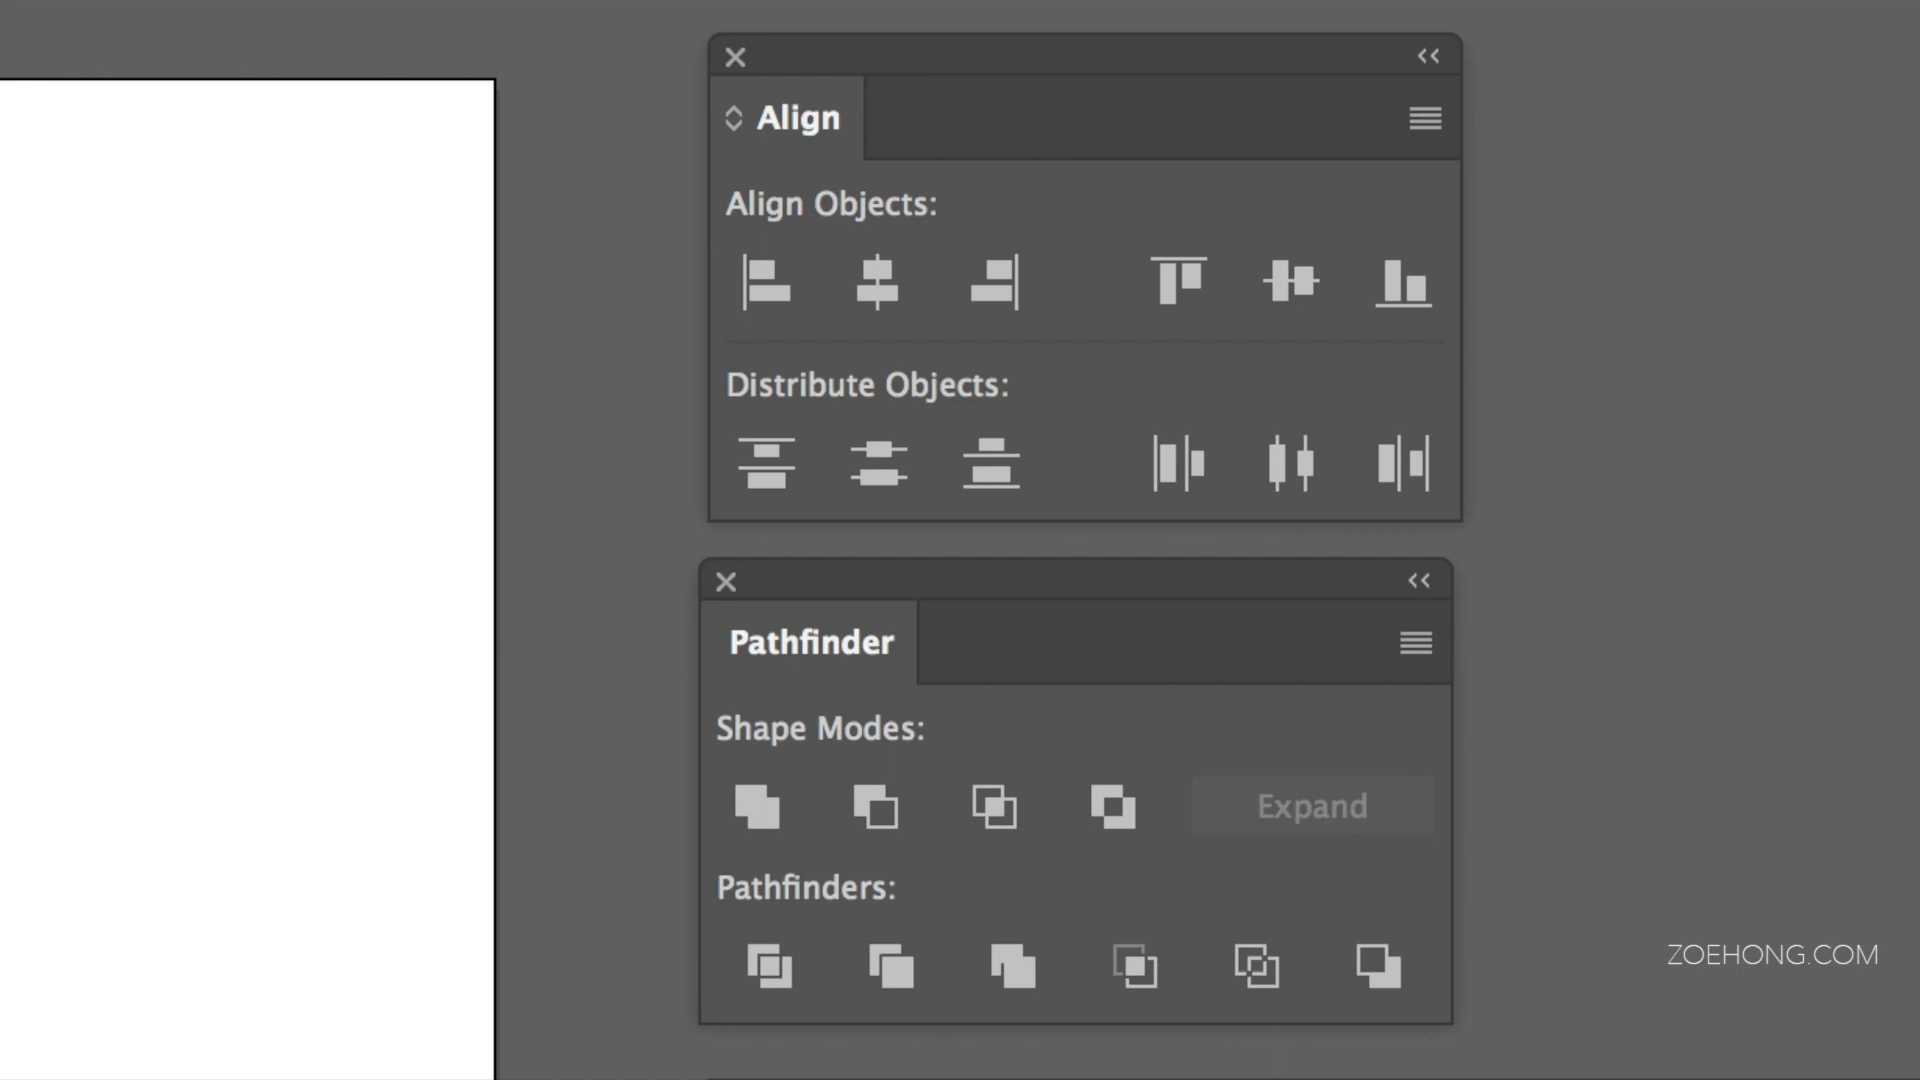 Align
Align Objects:
Distribute Objects:
Pathfinder
Shape Modes:
Expand
Pathfinders:
ZOEHONG.COM